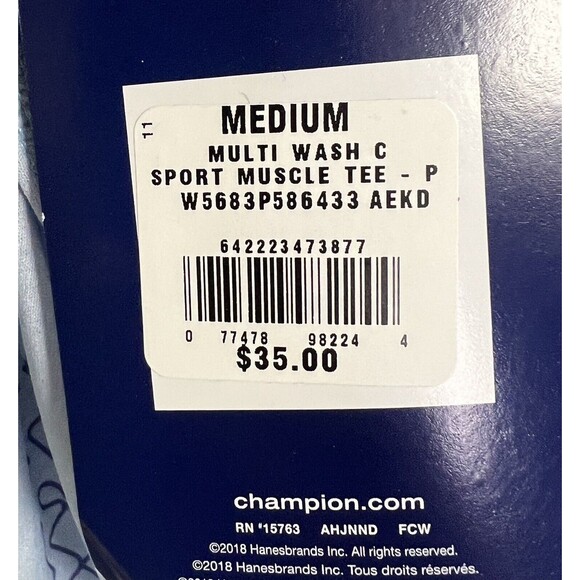 11
MEDIUM
MULTI WASH C
SPORT MUSCLE TEE - P
W5683P586433 AEKD
642223473877
0 77478 98224 4
$35.00
champion.com
RN #15763 AHJNND FCW
©2018 Hanesbrands Inc. All rights reserved.
©2018 Hanesbrands Inc. Tous droits réservés.